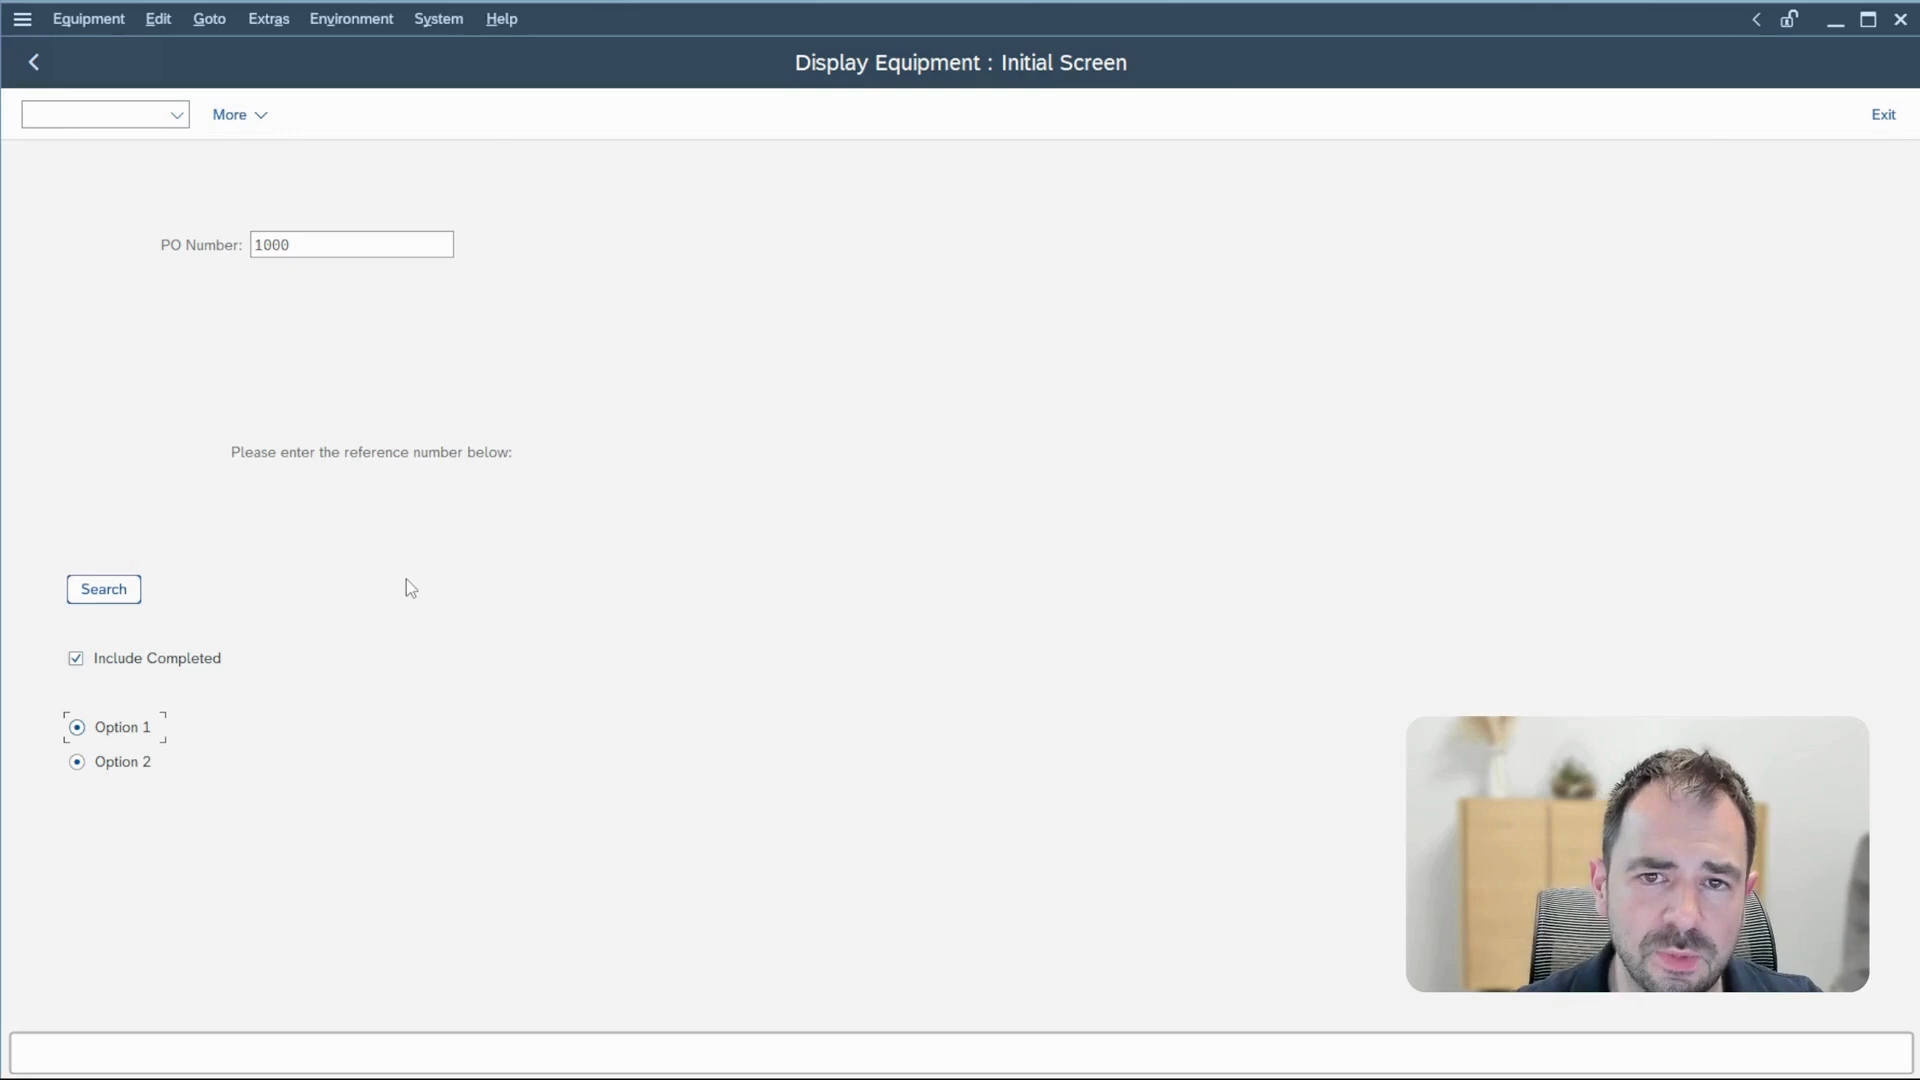 Equipment Edit Goto Extras Environment System Help
Display Equipment : Initial Screen
More
Exit
PO Number: 1000
Please enter the reference number below:
Search
Include Completed
Option 1
Option 2